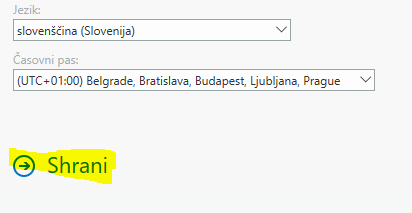 Jezik:
slovenščina (Slovenija)
Časovni pas:
(UTC+01:00) Belgrade, Bratislava, Budapest, Ljubljana, Prague
Shrani